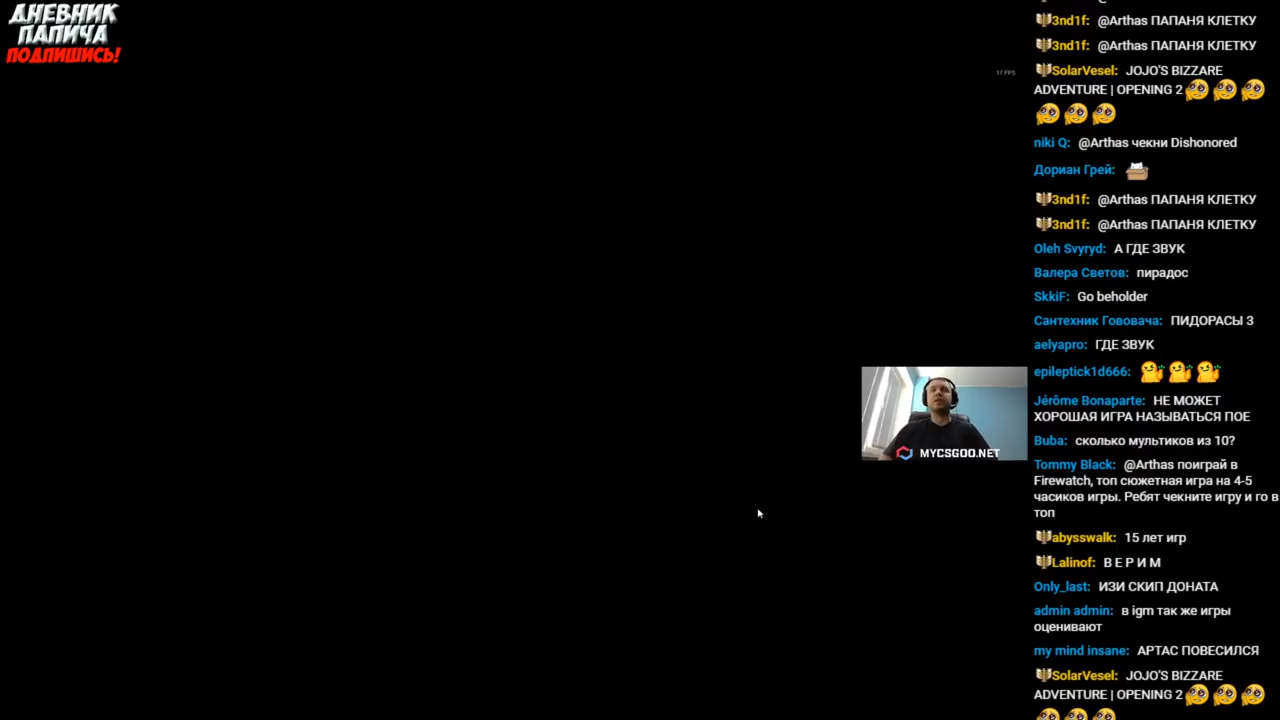 ДНЕВНИК
ПАПИЧА
ПОДПИШИСЬ!
17 FPS
3nd1f: @Arthas ПАПАНЯ КЛЕТКУ
3nd1f: @Arthas ПАПАНЯ КЛЕТКУ
SolarVesel: JOJO'S BIZZARE
ADVENTURE | OPENING 2
niki Q: @Arthas чекни Dishonored
Дориан Грей:
3nd1f: @Arthas ПАПАНЯ КЛЕТКУ
3nd1f: @Arthas ПАПАНЯ КЛЕТКУ
Oleh Svyryd: А ГДЕ ЗВУК
Валера Светов: пирадос
SkkiF: Go beholder
Сантехник Гововача: ПИДОРАСЫ 3
aelyapro: ГДЕ ЗВУК
epileptick1d666:
Jérôme Bonaparte: НЕ МОЖЕТ
ХОРОШАЯ ИГРА НАЗЫВАТЬСЯ ПОЕ
Buba: сколько мультиков из 10?
Tommy Black: @Arthas поиграй в
Firewatch, топ сюжетная игра на 4-5
часиков игры. Ребят чекните игру и го в
топ
abysswalk: 15 лет игр
Lalinof: В Е Р И М
Only_last: ИЗИ СКИП ДОНАТА
admin admin: в igm так же игры
оценивают
my mind insane: АРТАС ПОВЕСИЛСЯ
SolarVesel: JOJO'S BIZZARE
ADVENTURE | OPENING 2
MYCSGOO.NET